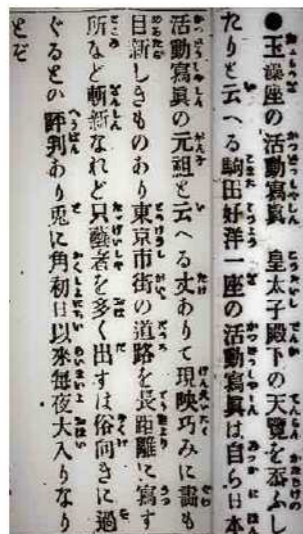 ●玉藻座の活動寫眞 皇太子殿下の天覽を忝ふし
たりと云へる駒田好洋一座の活動寫眞は自ら日本
活動寫眞の元祖と云へる丈ありて現映巧みに畫も
目新しきものあり東京市街の道路を長距離に寫す
所など斬新なれど只藝者を多く出すは俗向きに過
ぐるとの評判あり兎に角初日以來每夜大入りなり
とぞ